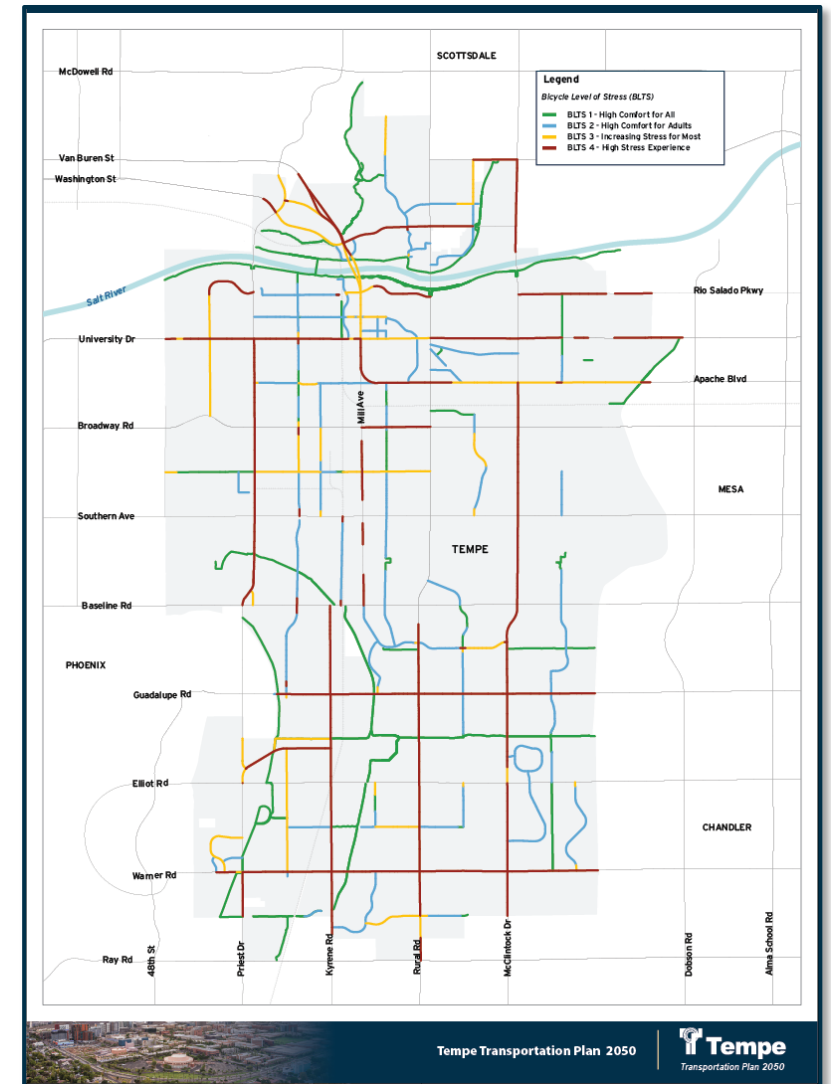 SCOTTSDALE
McDowell Rd
Legend
Bicycle Level of Stress (BLTS)
BLTS 1 - High Comfort for All
BLTS 2 - High Comfort for Adults
BLTS 3 - Increasing Stress for Most
BLTS 4 - High Stress Experience
Van Buren St
Washington St
Salt River
Rio Salado Pkwy
University Dr
Apache Blvd
Mill Ave
Broadway Rd
MESA
Southern Ave
TEMPE
Baseline Rd
PHOENIX
Guadalupe Rd
Elliot Rd
CHANDLER
Warner Rd
Ray Rd
48th St
Priest Dr
Kyrene Rd
Rural Rd
McClintock Dr
Dobson Rd
Alma School Rd
Tempe Transportation Plan 2050
Tempe
Transportation Plan 2050